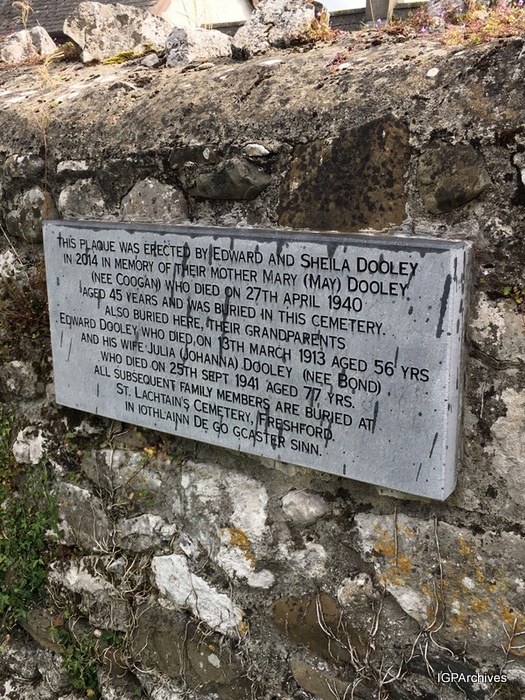 THIS PLAQUE WAS ERECTED BY EDWARD AND SHEILA DOOLEY
IN 2014 IN MEMORY OF THEIR MOTHER MARY (MAY) DOOLEY
(NEE COOGAN) WHO DIED ON 27TH APRIL 1940
AGED 45 YEARS AND WAS BURIED IN THIS CEMETERY.
ALSO BURIED HERE, THEIR GRANDPARENTS
EDWARD DOOLEY WHO DIED ON 13TH MARCH 1913 AGED 56 YRS
AND HIS WIFE JULIA (JOHANNA) DOOLEY (NEE BOND)
WHO DIED ON 25TH SEPT 1941 AGED 77 YRS.
ALL SUBSEQUENT FAMILY MEMBERS ARE BURIED AT
ST. LACHTAIN'S CEMETERY, FRESHFORD.
IN IOTHLAINN DE GO GCASTER SINN.
IGPArchives